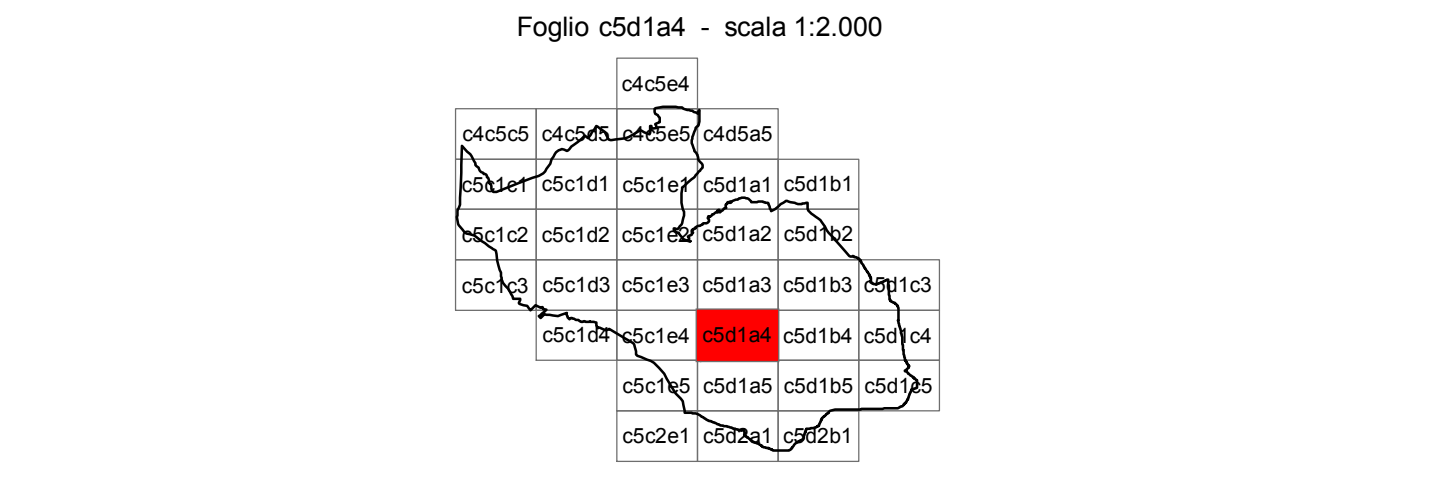 Foglio c5d1a4 - scala 1:2.000
c4c5e4
c4c5c5 c4c5d5 c4c5e5 c4d5a5
c5c1c1 c5c1d1 c5c1e1 c5d1a1 c5d1b1
c5c1c2 c5c1d2 c5c1e2 c5d1a2 c5d1b2
c5c1c3 c5c1d3 c5c1e3 c5d1a3 c5d1b3 c5d1c3
c5c1d4 c5c1e4 c5d1a4 c5d1b4 c5d1c4
c5c1e5 c5d1a5 c5d1b5 c5d1c5
c5c2e1 c5d2a1 c5d2b1